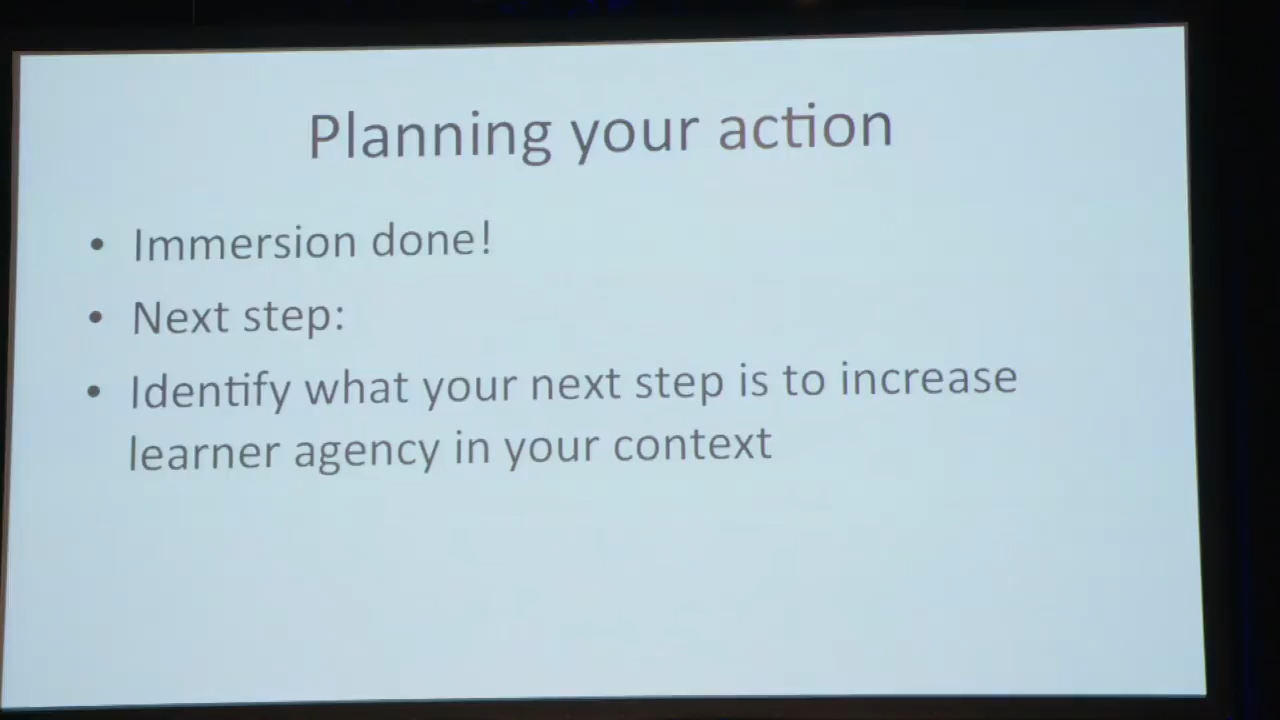 Planning your action
• Immersion done!
• Next step:
• Identify what your next step is to increase
learner agency in your context